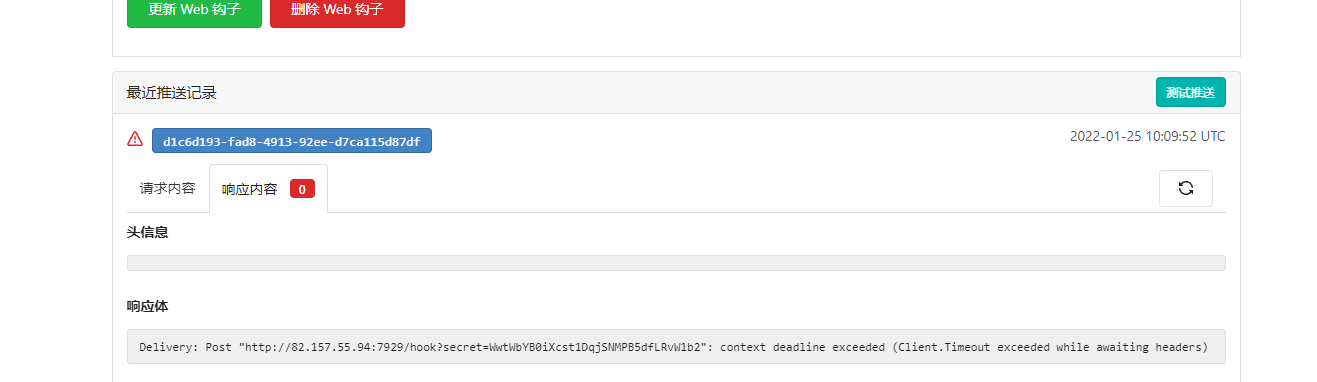 更新 Web 钩子 删除 Web 钩子
最近推送记录 测试推送
d1c6d193-fad8-4913-92ee-d7ca115d87df 2022-01-25 10:09:52 UTC
请求内容 响应内容 0
头信息
响应体
Delivery: Post "http://82.157.55.94:7929/hook?secret=WwtWbYB0iXcst1DqjSNMPB5dfLRvW1b2": context deadline exceeded (Client.Timeout exceeded while awaiting headers)